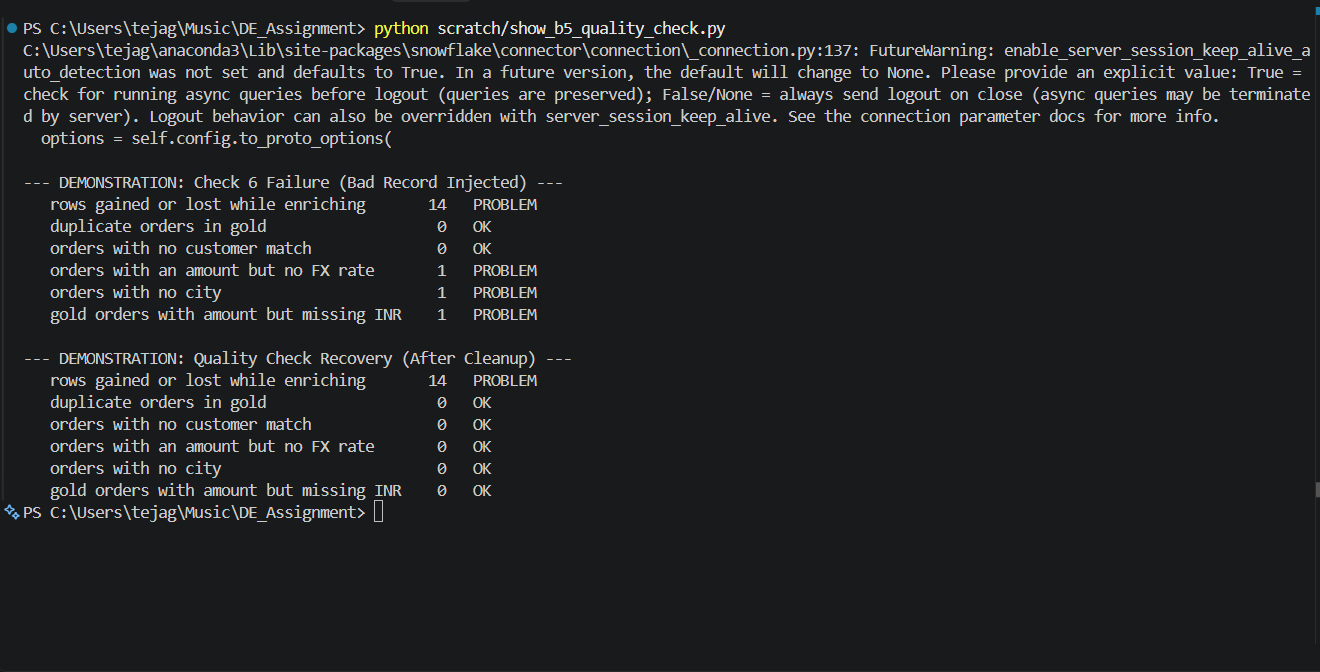 PS C:\Users\tejag\Music\DE_Assignment> python scratch/show_b5_quality_check.py
C:\Users\tejag\anaconda3\Lib\site-packages\snowflake\connector\connection\_connection.py:137: FutureWarning: enable_server_session_keep_alive_a
uto_detection was not set and defaults to True. In a future version, the default will change to None. Please provide an explicit value: True =
check for running async queries before logout (queries are preserved); False/None = always send logout on close (async queries may be terminate
d by server). Logout behavior can also be overridden with server_session_keep_alive. See the connection parameter docs for more info.
  options = self.config.to_proto_options(
--- DEMONSTRATION: Check 6 Failure (Bad Record Injected) ---
   rows gained or lost while enriching       14   PROBLEM
   duplicate orders in gold                   0   OK
   orders with no customer match              0   OK
   orders with an amount but no FX rate       1   PROBLEM
   orders with no city                        1   PROBLEM
   gold orders with amount but missing INR    1   PROBLEM
--- DEMONSTRATION: Quality Check Recovery (After Cleanup) ---
   rows gained or lost while enriching       14   PROBLEM
   duplicate orders in gold                   0   OK
   orders with no customer match              0   OK
   orders with an amount but no FX rate       0   OK
   orders with no city                        0   OK
   gold orders with amount but missing INR    0   OK
PS C:\Users\tejag\Music\DE_Assignment>